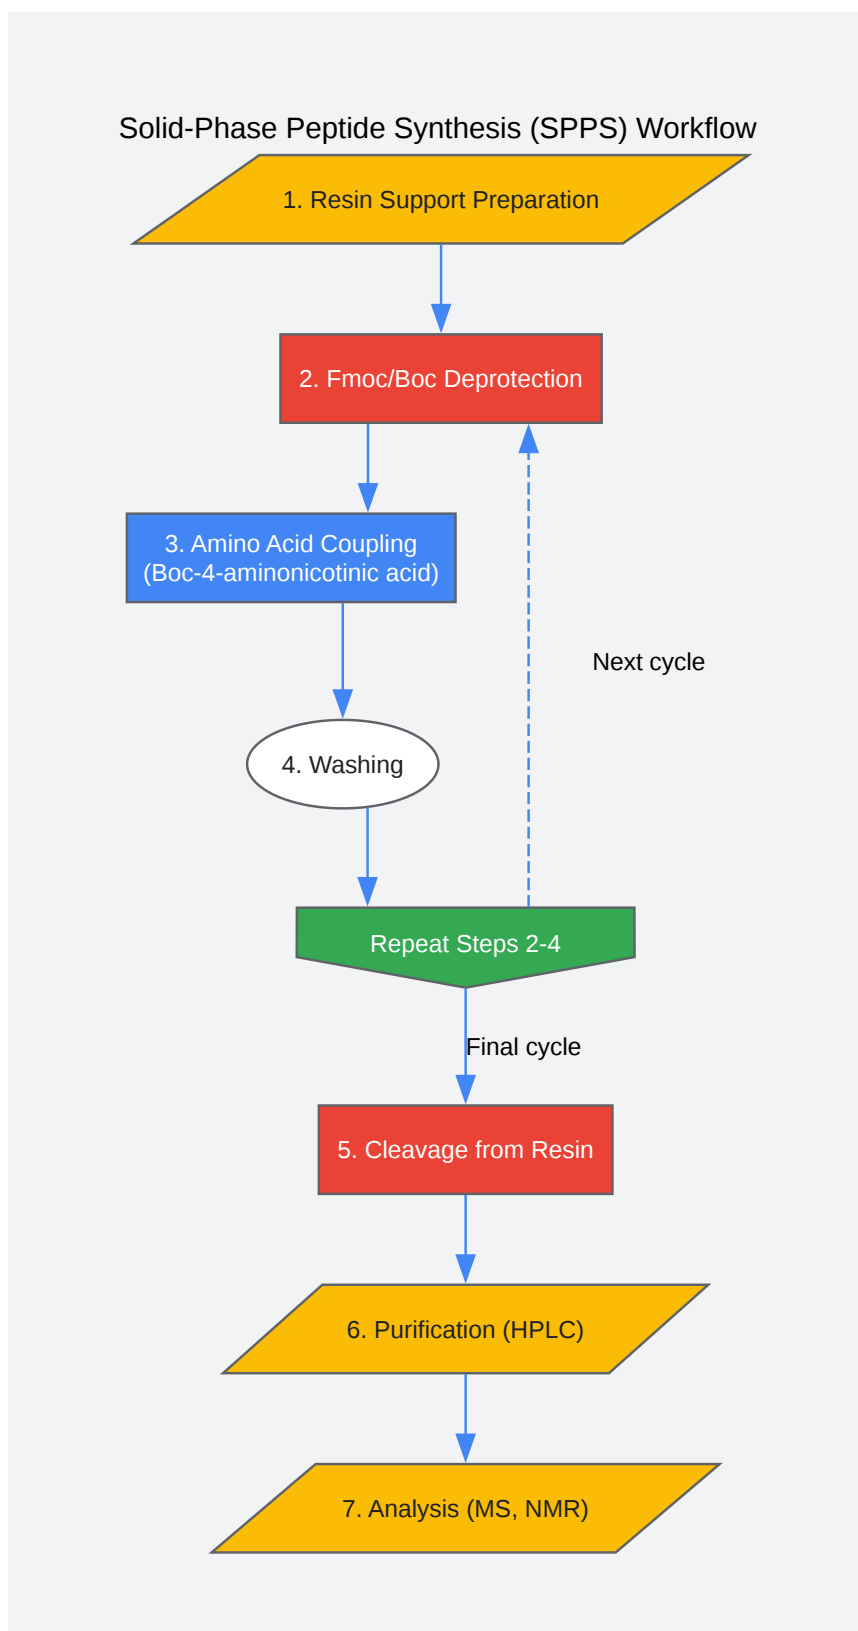 Solid-Phase Peptide Synthesis (SPPS) Workflow
1. Resin Support Preparation
2. Fmoc/Boc Deprotection
3. Amino Acid Coupling
(Boc-4-aminonicotinic acid)
Next cycle
4. Washing
Repeat Steps 2-4
Final cycle
5. Cleavage from Resin
6. Purification (HPLC)
7. Analysis (MS, NMR)